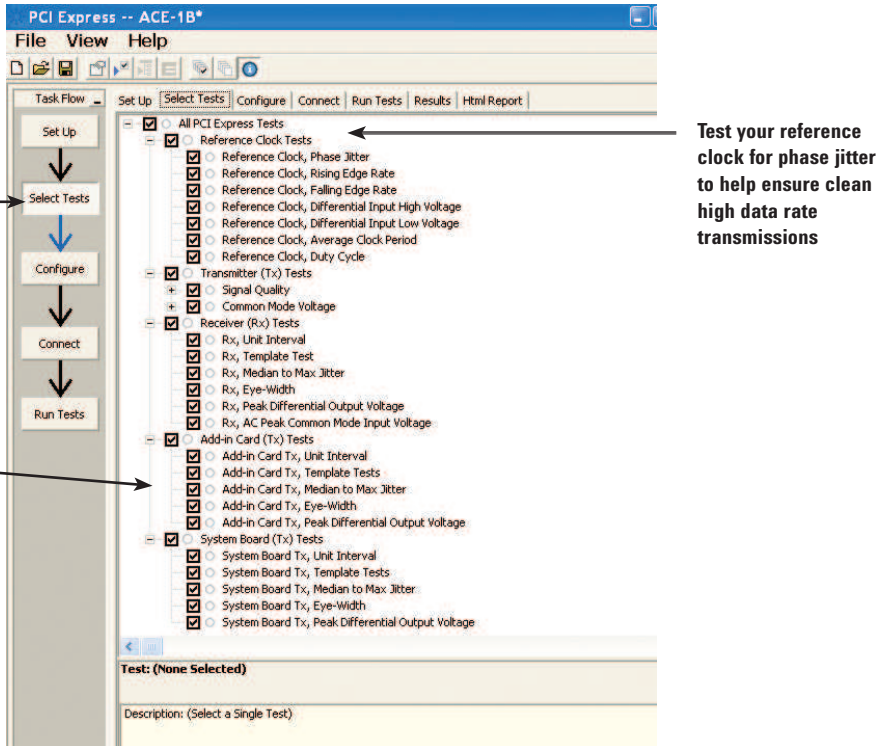 PCI Express -- ACE-1B*
File View Help
Task Flow
Set Up
Select Tests
Configure
Connect
Run Tests
Set Up Select Tests Configure Connect Run Tests Results Html Report
All PCI Express Tests
Reference Clock Tests
Reference Clock, Phase Jitter
Reference Clock, Rising Edge Rate
Reference Clock, Falling Edge Rate
Reference Clock, Differential Input High Voltage
Reference Clock, Differential Input Low Voltage
Reference Clock, Average Clock Period
Reference Clock, Duty Cycle
Transmitter (Tx) Tests
Signal Quality
Common Mode Voltage
Receiver (Rx) Tests
Rx, Unit Interval
Rx, Template Test
Rx, Median to Max Jitter
Rx, Eye-Width
Rx, Peak Differential Output Voltage
Rx, AC Peak Common Mode Input Voltage
Add-in Card (Tx) Tests
Add-in Card Tx, Unit Interval
Add-in Card Tx, Template Tests
Add-in Card Tx, Median to Max Jitter
Add-in Card Tx, Eye-Width
Add-in Card Tx, Peak Differential Output Voltage
System Board (Tx) Tests
System Board Tx, Unit Interval
System Board Tx, Template Tests
System Board Tx, Median to Max Jitter
System Board Tx, Eye-Width
System Board Tx, Peak Differential Output Voltage
Test: (None Selected)
Description: (Select a Single Test)
Test your reference
clock for phase jitter
to help ensure clean
high data rate
transmissions